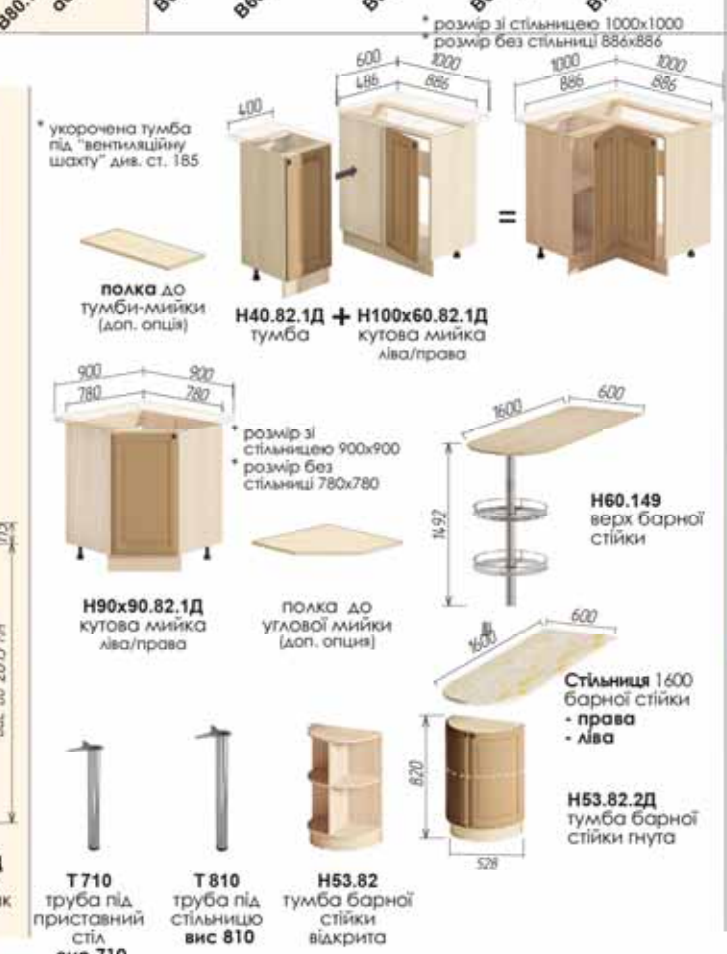 В80.
* розмір зі стільницею 1000х1000
* розмір без стільниці 886х886
600
1000
486
886
1000
1000
886
886
400
* укорочена тумба
під "вентиляційну
шахту" див. ст. 185
=
полка до
тумби-мийки
(доп. опція)
Н40.82.1Д + Н100х60.82.1Д
тумба
кутова мийка
ліва/права
900
900
780
780
* розмір зі
стільницею 900х900
* розмір без
стільниці 780х780
1600
600
1492
Н60.149
верх барної
стійки
Н90х90.82.1Д
кутова мийка
ліва/права
полка до
углової мийки
(доп. опция)
1600
600
Стільниця 1600
барної стійки
- права
- ліва
820
528
Н53.82.2Д
тумба барної
стійки гнута
Т 710
труба під
приставний
стіл
вис 710
Т 810
труба під
стільницю
вис 810
Н53.82
тумба барної
стійки
відкрита